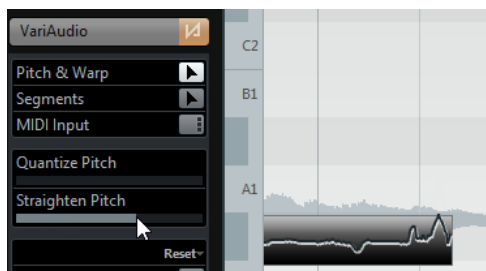 VariAudio
Pitch & Warp
Segments
MIDI Input
Quantize Pitch
Straighten Pitch
Reset
C2
B1
A1